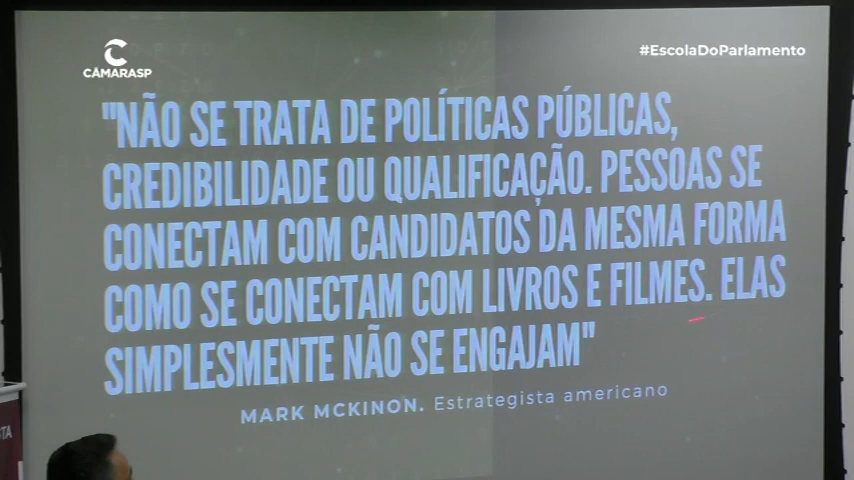 CÂMARASP
#EscolaDoParlamento
"NÃO SE TRATA DE POLÍTICAS PÚBLICAS,
CREDIBILIDADE OU QUALIFICAÇÃO. PESSOAS SE
CONECTAM COM CANDIDATOS DA MESMA FORMA
COMO SE CONECTAM COM LIVROS E FILMES. ELAS
SIMPLESMENTE NÃO SE ENGAJAM"
MARK MCKINON. Estrategista americano